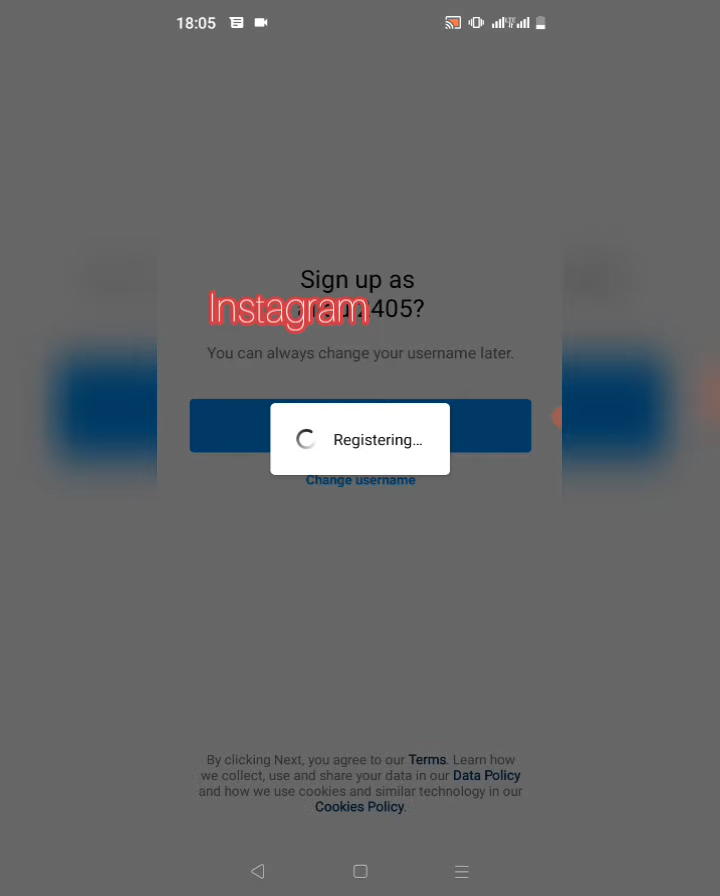 18:05
Sign up as
Instagram 2405?
You can always change your username later.
Registering...
Change username
By clicking Next, you agree to our Terms. Learn how
we collect, use and share your data in our Data Policy
and how we use cookies and similar technology in our
Cookies Policy.